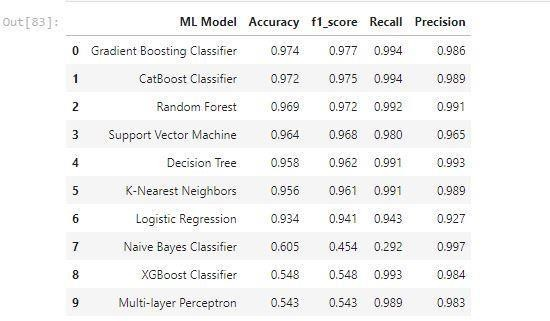 Out[83]:
ML Model Accuracy f1_score Recall Precision
0 Gradient Boosting Classifier 0.974 0.977 0.994 0.986
1 CatBoost Classifier 0.972 0.975 0.994 0.989
2 Random Forest 0.969 0.972 0.992 0.991
3 Support Vector Machine 0.964 0.968 0.980 0.965
4 Decision Tree 0.958 0.962 0.991 0.993
5 K-Nearest Neighbors 0.956 0.961 0.991 0.989
6 Logistic Regression 0.934 0.941 0.943 0.927
7 Naive Bayes Classifier 0.605 0.454 0.292 0.997
8 XGBoost Classifier 0.548 0.548 0.993 0.984
9 Multi-layer Perceptron 0.543 0.543 0.989 0.983